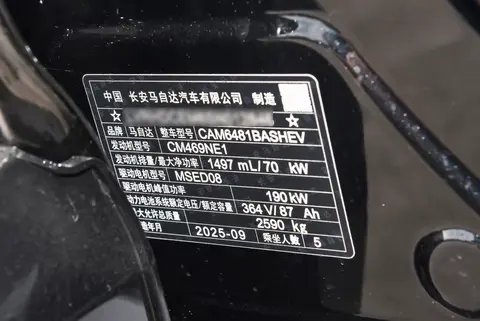 中国 长安马自达汽车有限公司 制造
☆ ☆
品牌 马自达 整车型号 CAM6481BASHEV
发动机型号 CM469NE1
发动机排量/最大净功率 1497 mL/70 kW
驱动电机型号 MSED08
驱动电机峰值功率 190 kW
动力电池系统额定电压/额定容量 364 V/87 Ah
大允许总质量 2590 kg
年月 2025-09 乘坐人数 5